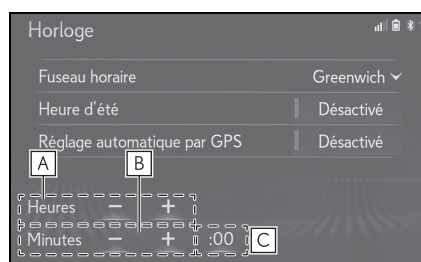 Horloge
Fuseau horaire Greenwich
Heure d'été Désactivé
Réglage automatique par GPS Désactivé
A B
Heures − +
Minutes − + :00 C